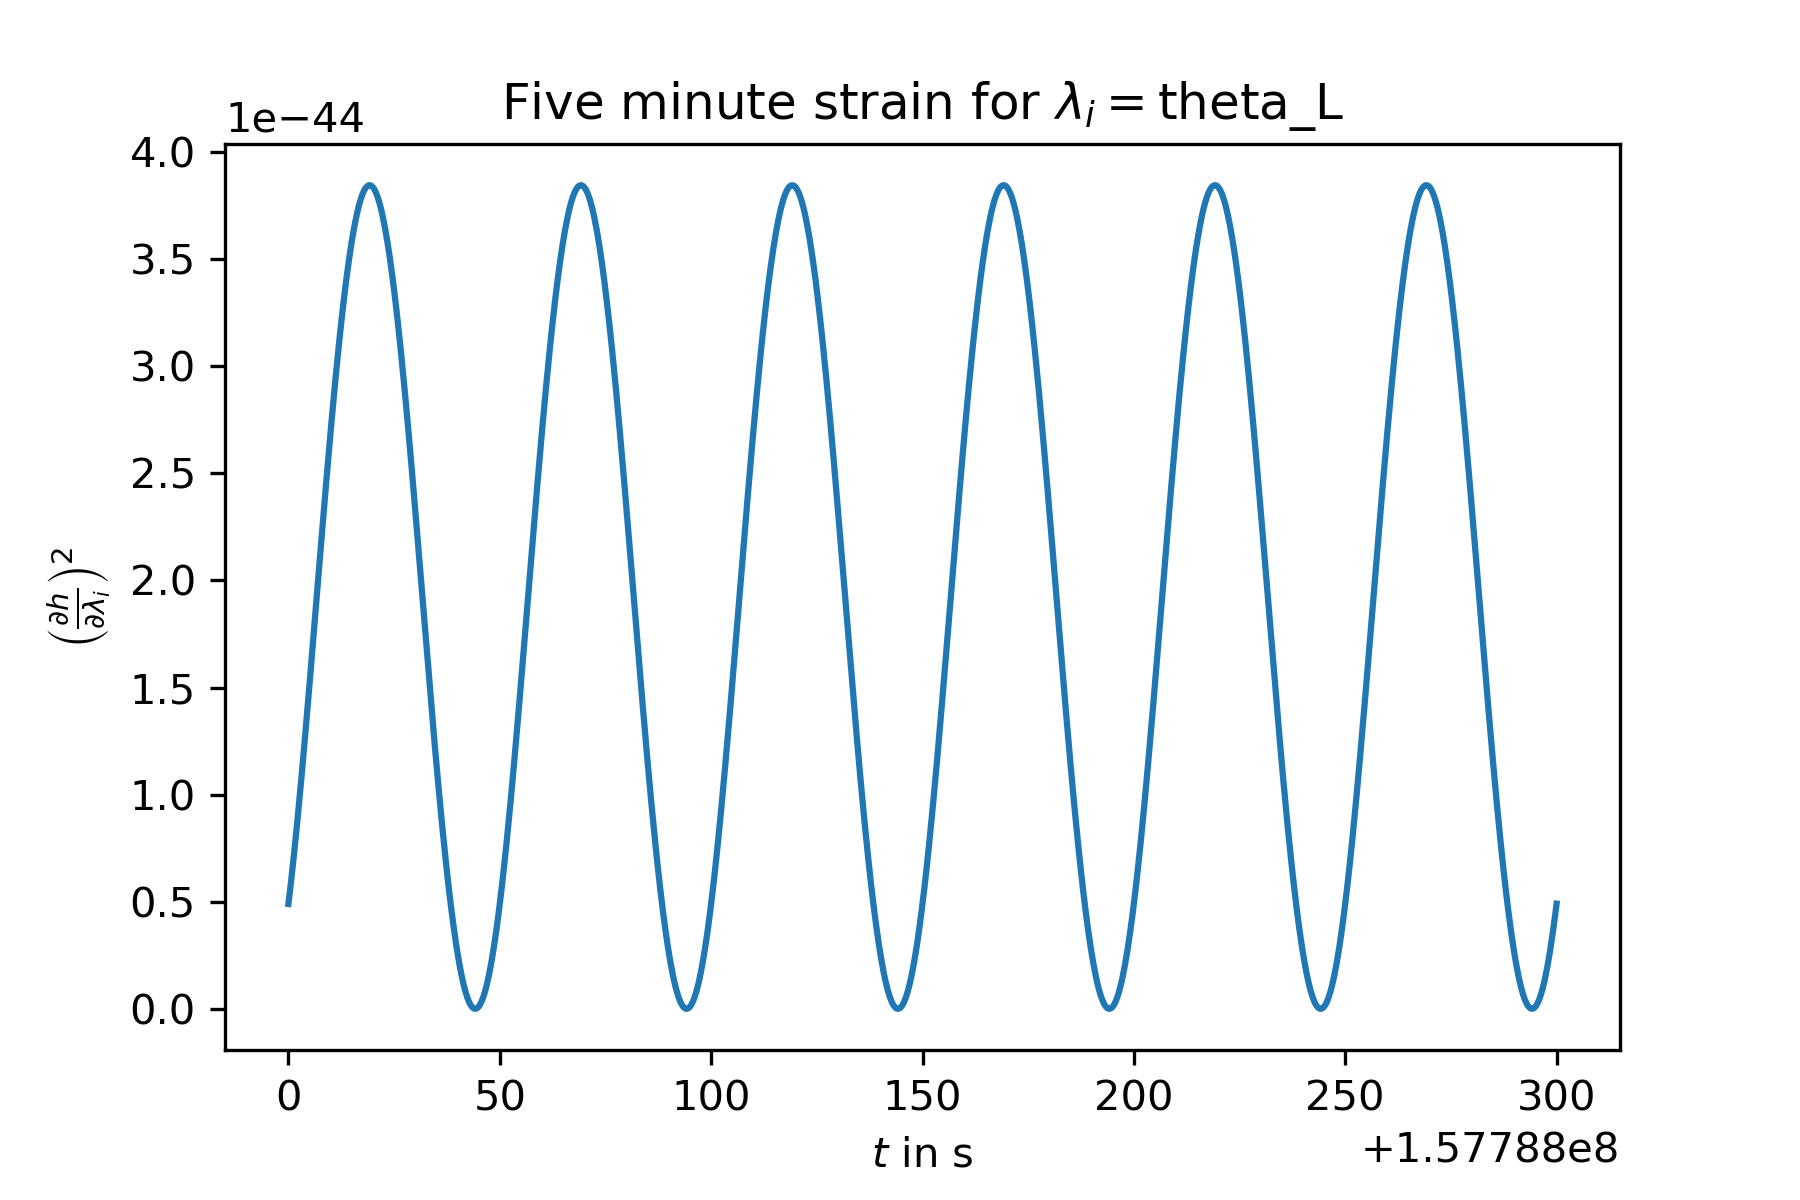 Five minute strain for λᵢ = theta_L
1e−44
4.0
3.5
3.0
2.5
2.0
1.5
1.0
0.5
0.0
(∂h/∂λᵢ)²
0 50 100 150 200 250 300
t in s
+1.57788e8